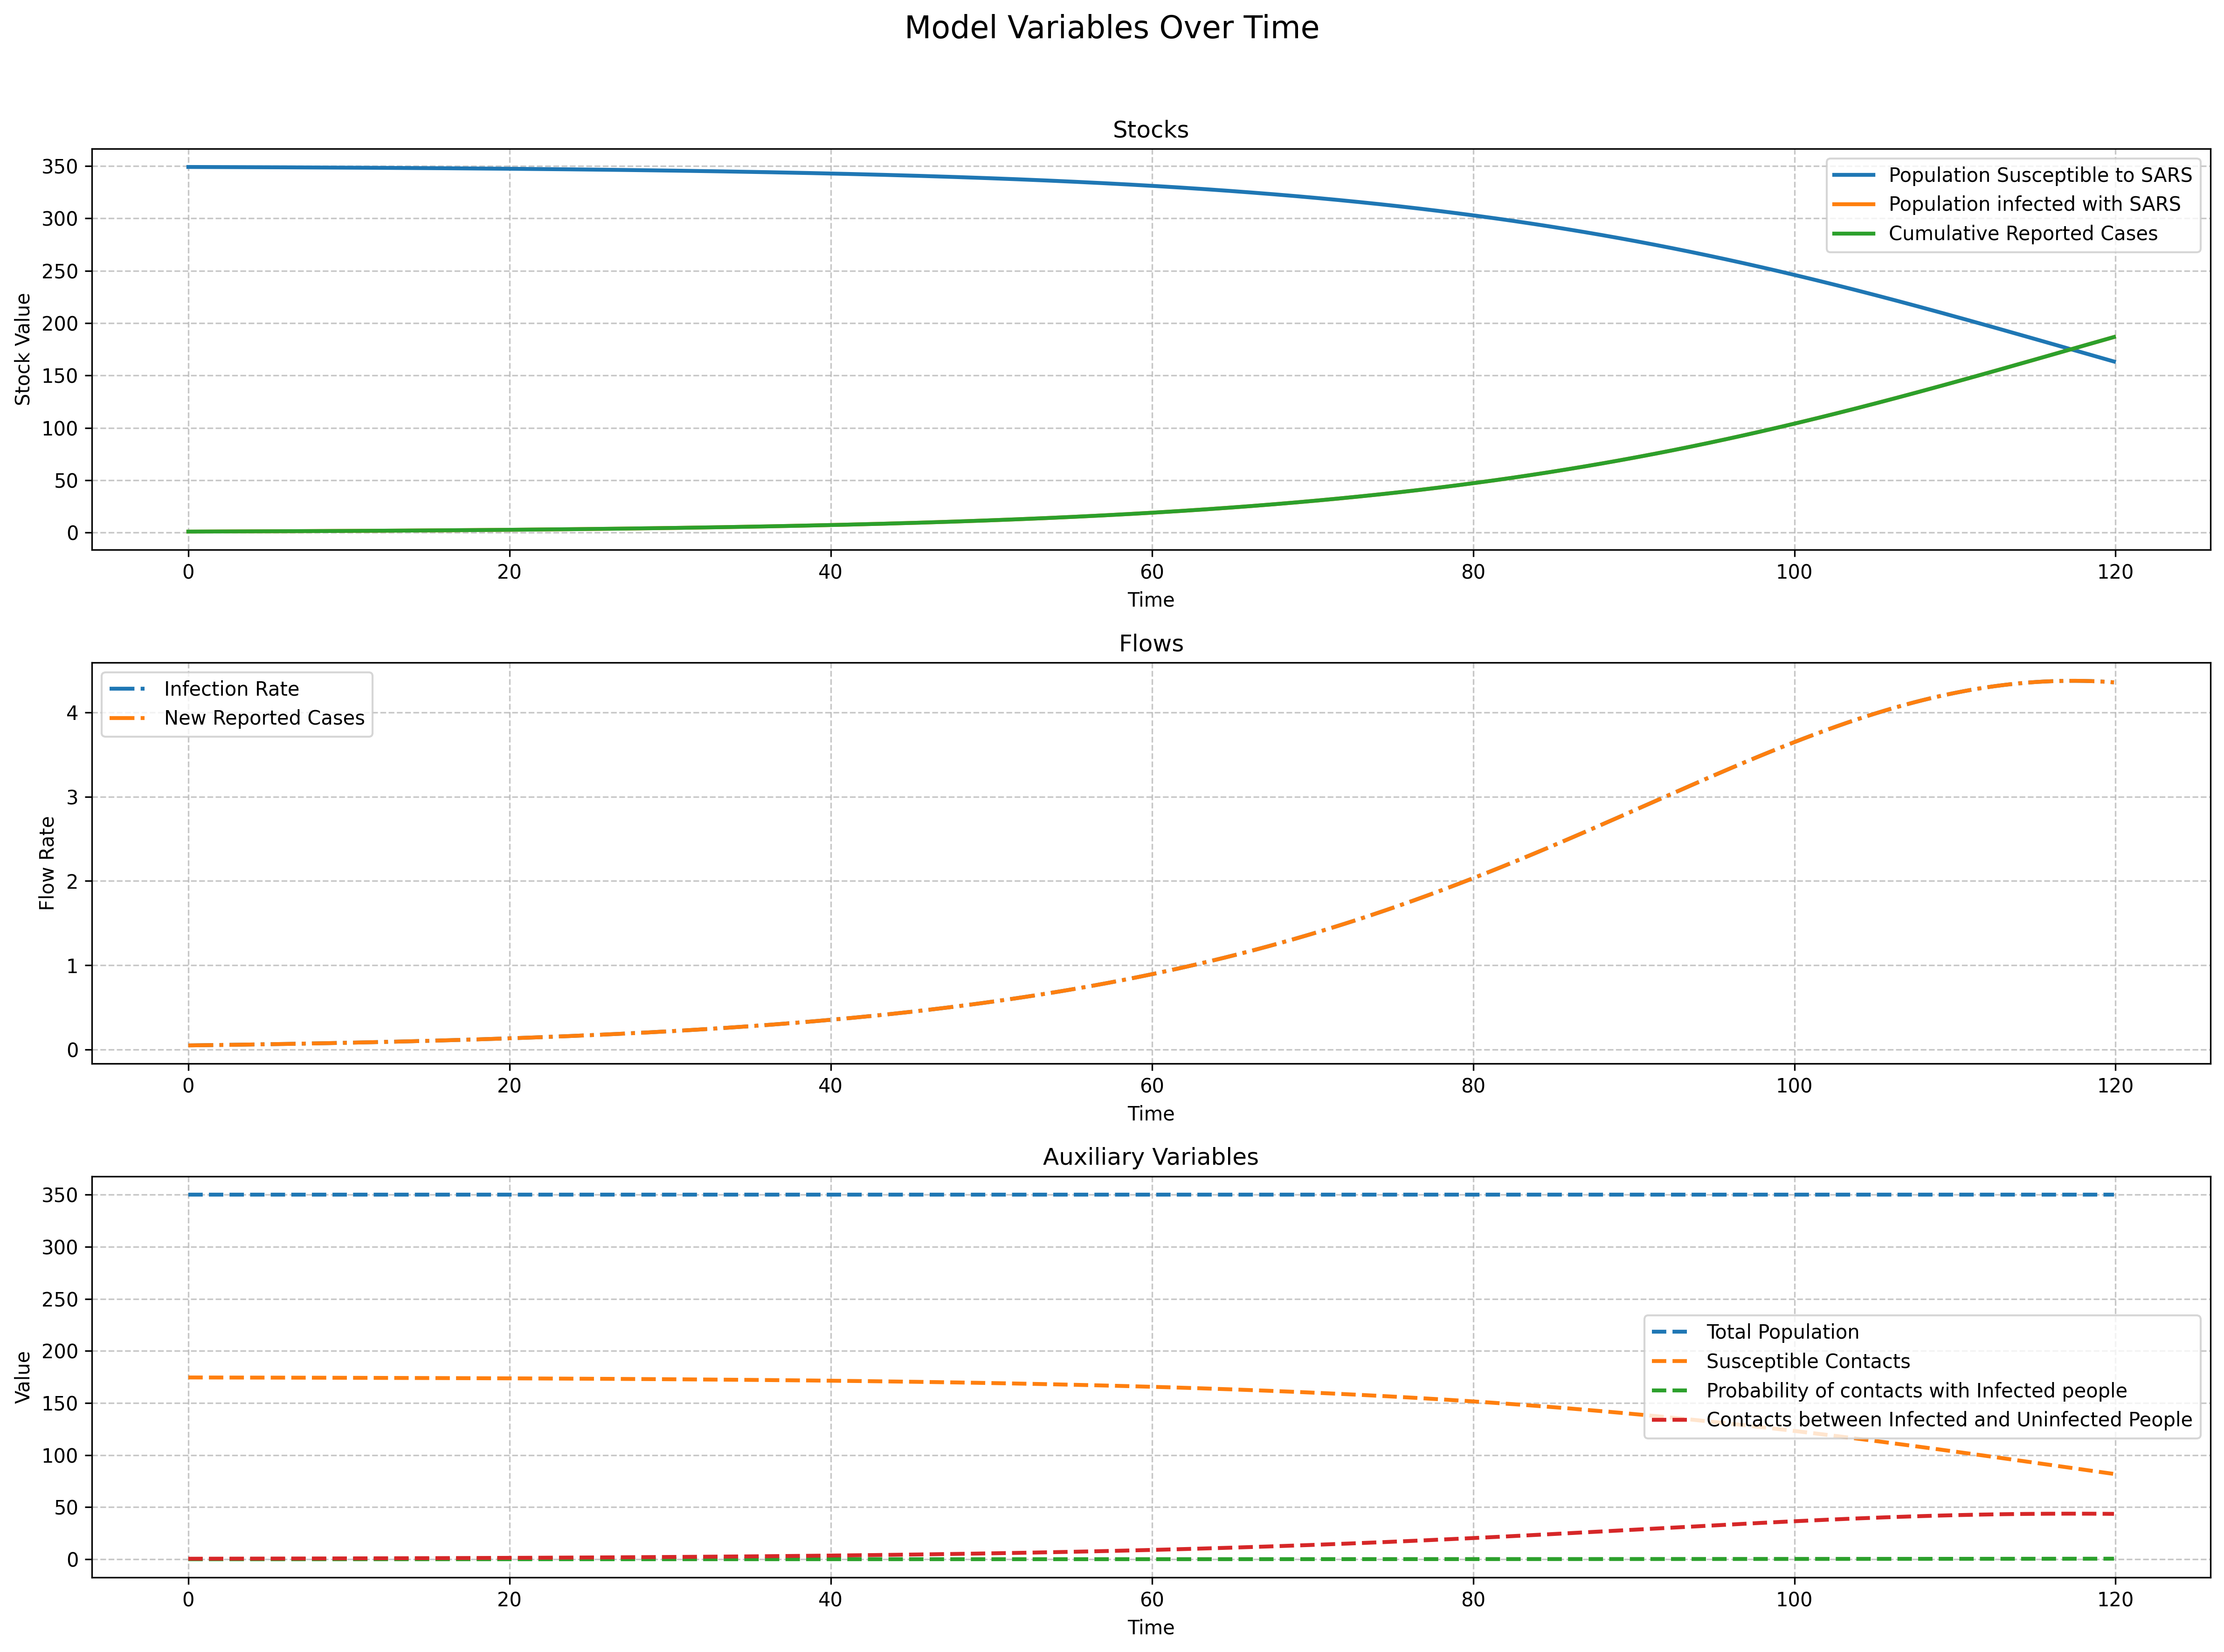 Model Variables Over Time
Stocks
Stock Value
350
300
250
200
150
100
50
0
Population Susceptible to SARS
Population infected with SARS
Cumulative Reported Cases
0 20 40 60 80 100 120
Time
Flows
Flow Rate
4
3
2
1
0
Infection Rate
New Reported Cases
0 20 40 60 80 100 120
Time
Auxiliary Variables
Value
350
300
250
200
150
100
50
0
Total Population
Susceptible Contacts
Probability of contacts with Infected people
Contacts between Infected and Uninfected People
0 20 40 60 80 100 120
Time